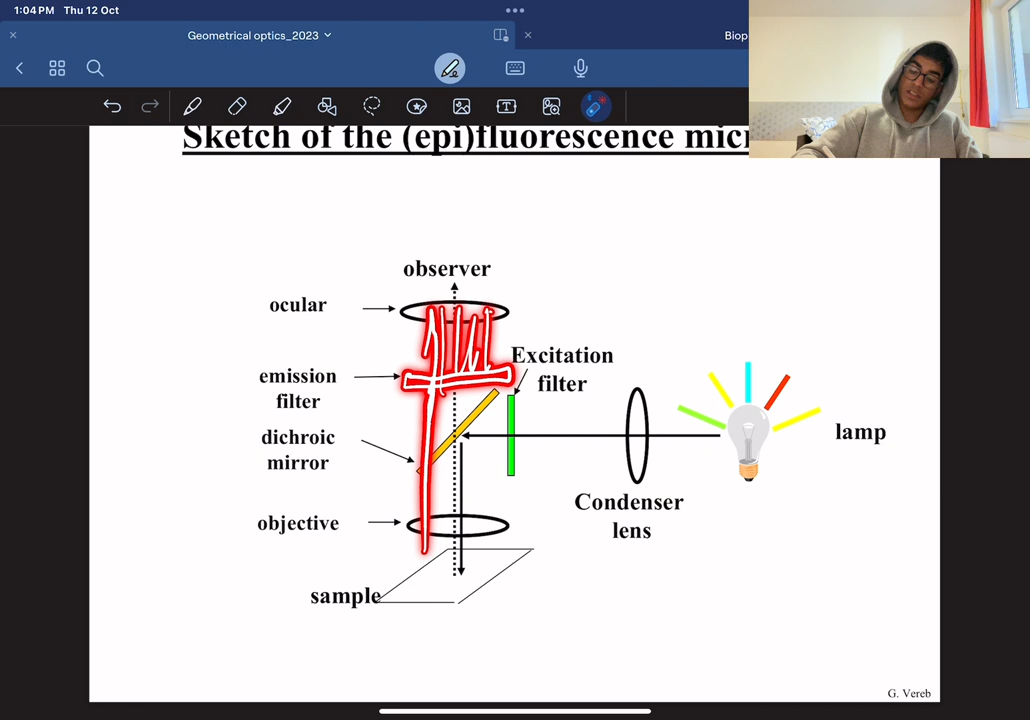 1:04 PM Thu 12 Oct
Geometrical optics_2023
Biop
Sketch of the (epi)fluorescence mic
observer
ocular
Excitation
filter
emission
filter
dichroic
mirror
lamp
Condenser
lens
objective
sample
G. Vereb